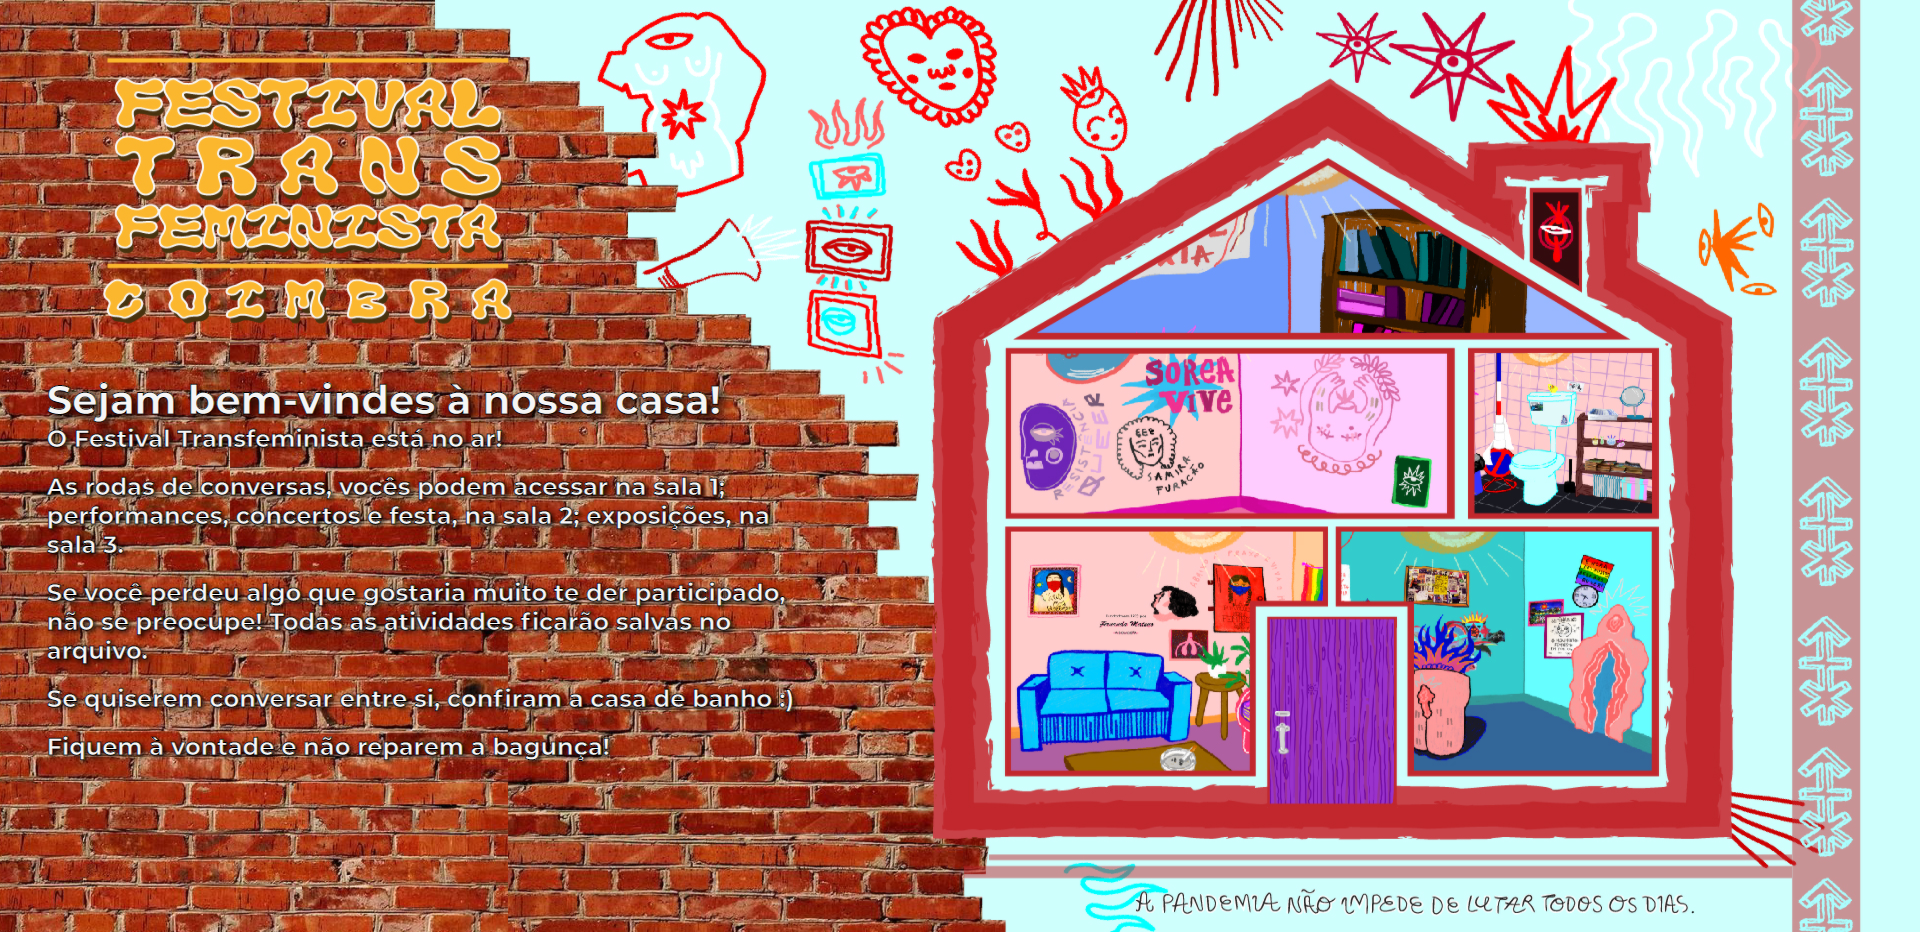 FESTIVAL
TRANS
FEMINISTA
COIMBRA
Sejam bem-vindes à nossa casa!
O Festival Transfeminista está no ar!
As rodas de conversas, vocês podem acessar na sala 1;
performances, concertos e festa, na sala 2; exposições, na
sala 3.
Se você perdeu algo que gostaria muito te der participado,
não se preocupe! Todas as atividades ficarão salvas no
arquivo.
Se quiserem conversar entre si, confiram a casa de banho :)
Fiquem à vontade e não reparem a bagunça!
SOREA
VIVE
RESISTÊNCIA
QUEER
SAMIRA
FURACÃO
A PANDEMIA NÃO IMPEDE DE LUTAR TODOS OS DIAS.